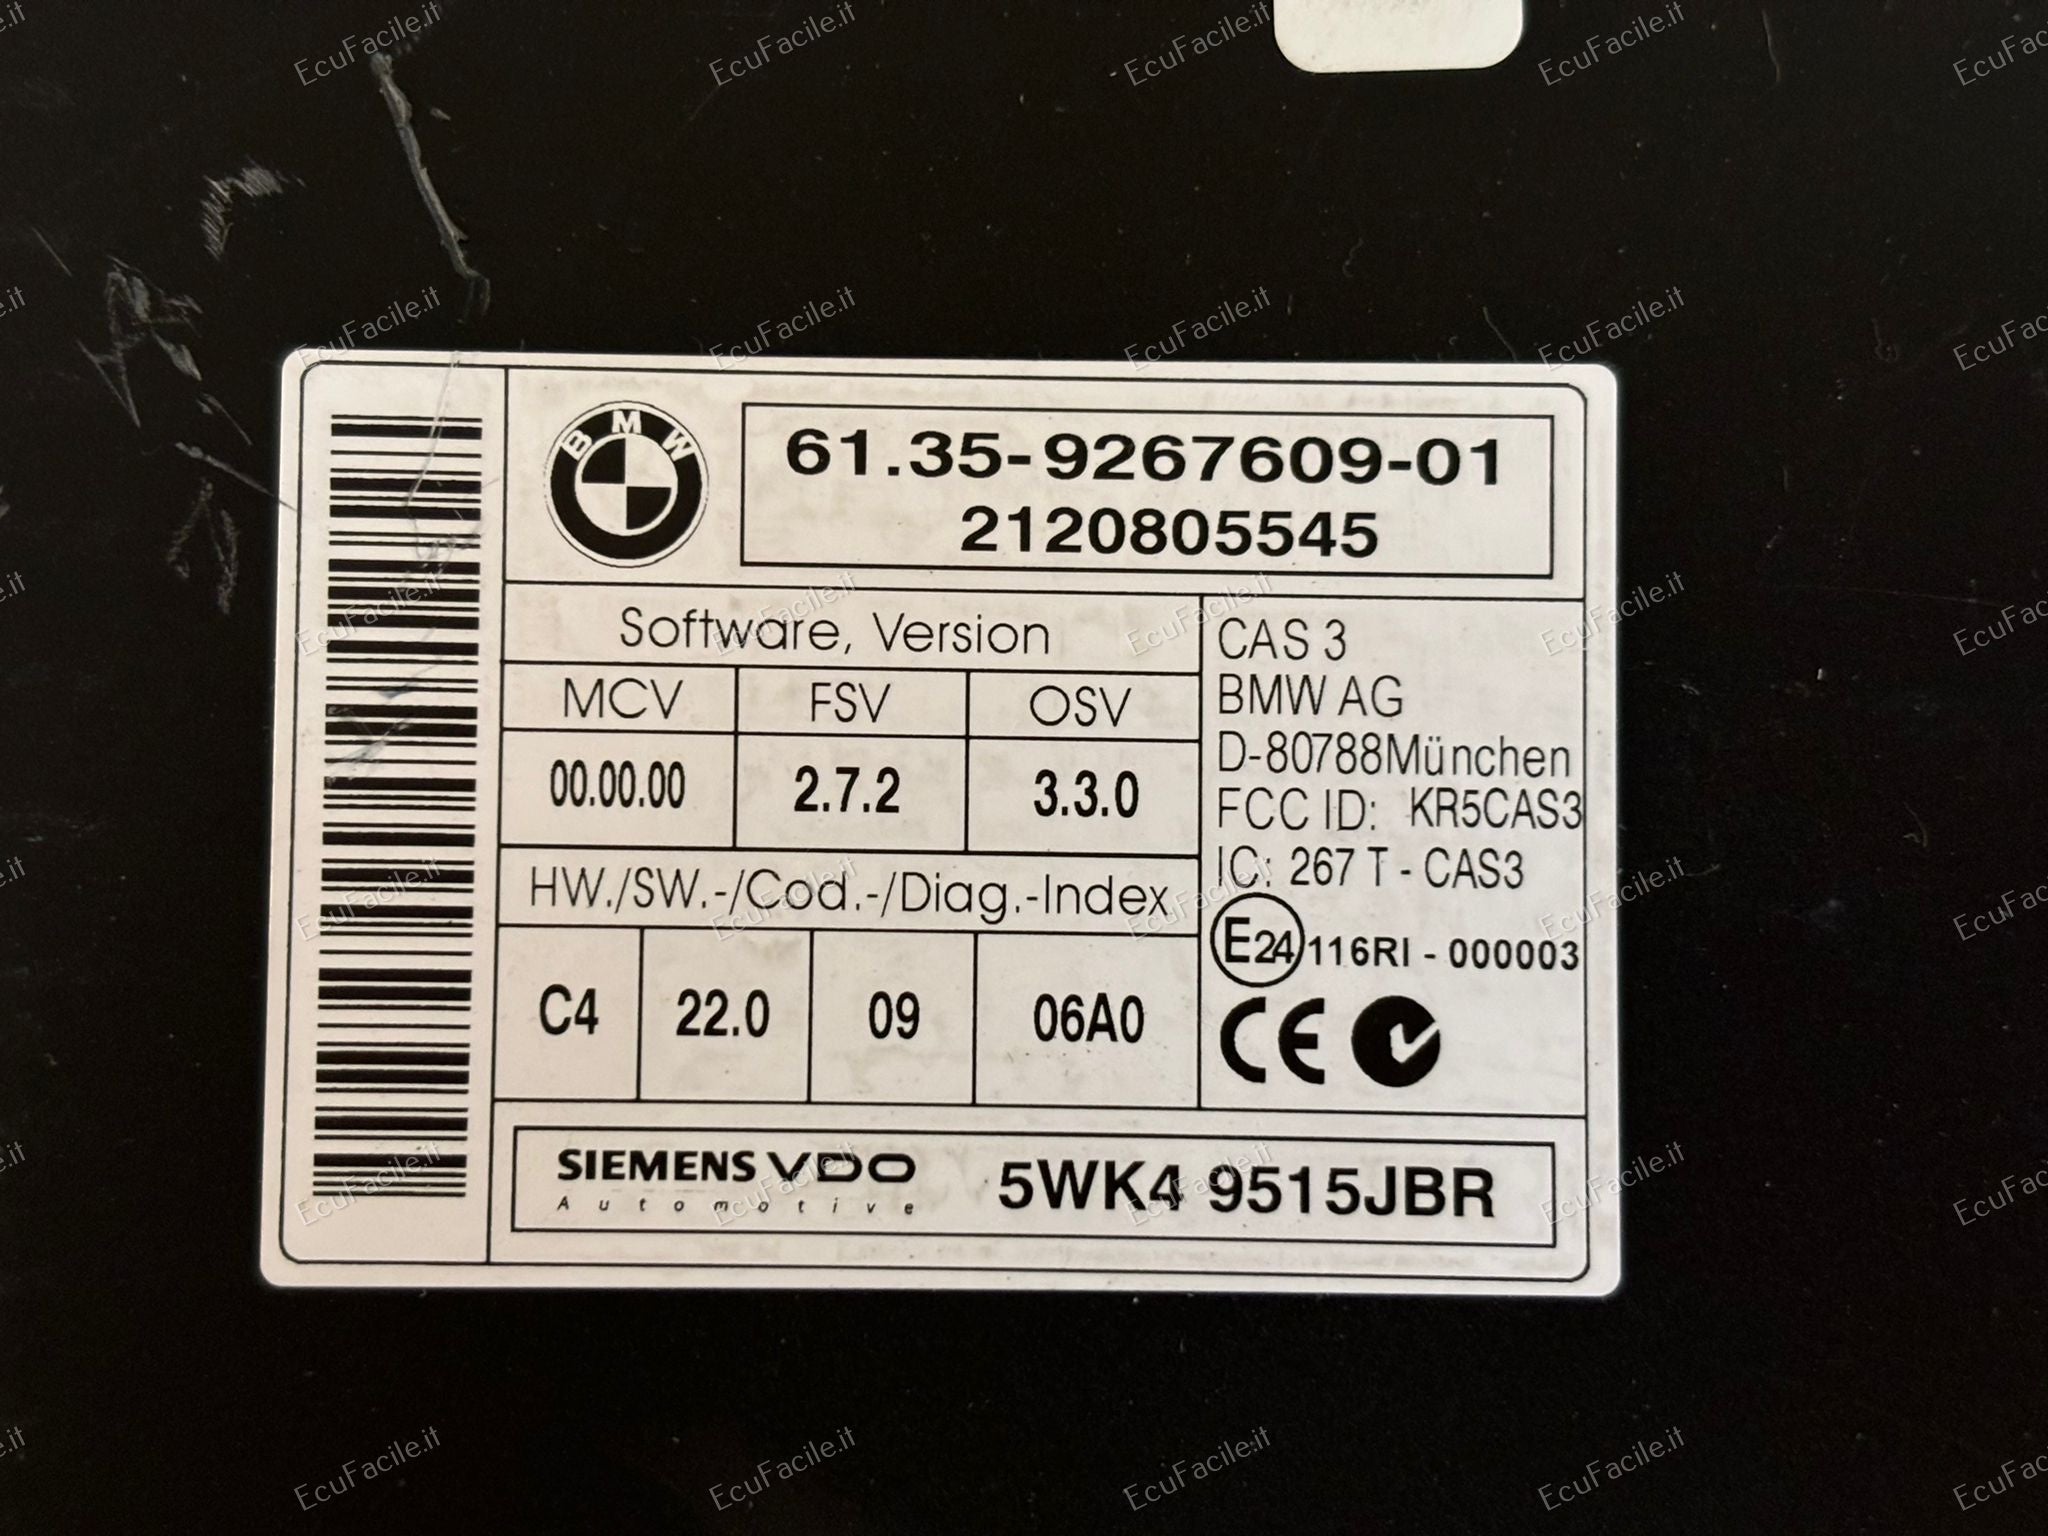 BMW
61.35-9267609-01
2120805545
Software, Version
MCV FSV OSV
00.00.00 2.7.2 3.3.0
HW./SW.-/Cod.-/Diag.-Index
C4 22.0 09 06A0
CAS 3
BMW AG
D-80788München
FCC ID: KR5CAS3
IC: 267 T - CAS3
E24 116RI - 000003
CE
SIEMENS VDO
Automotive
5WK4 9515JBR
EcuFacile.it